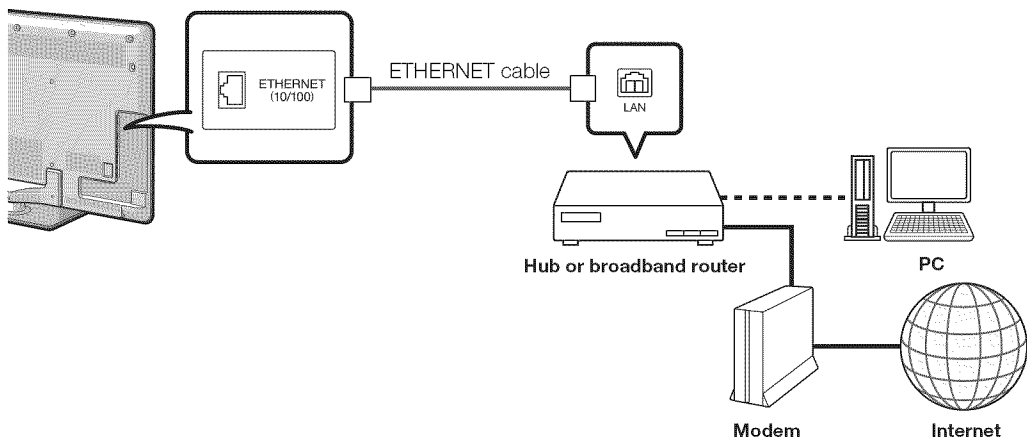 ETHERNET
(10/100)
ETHERNET cable
LAN
Hub or broadband router
PC
Modem
Internet